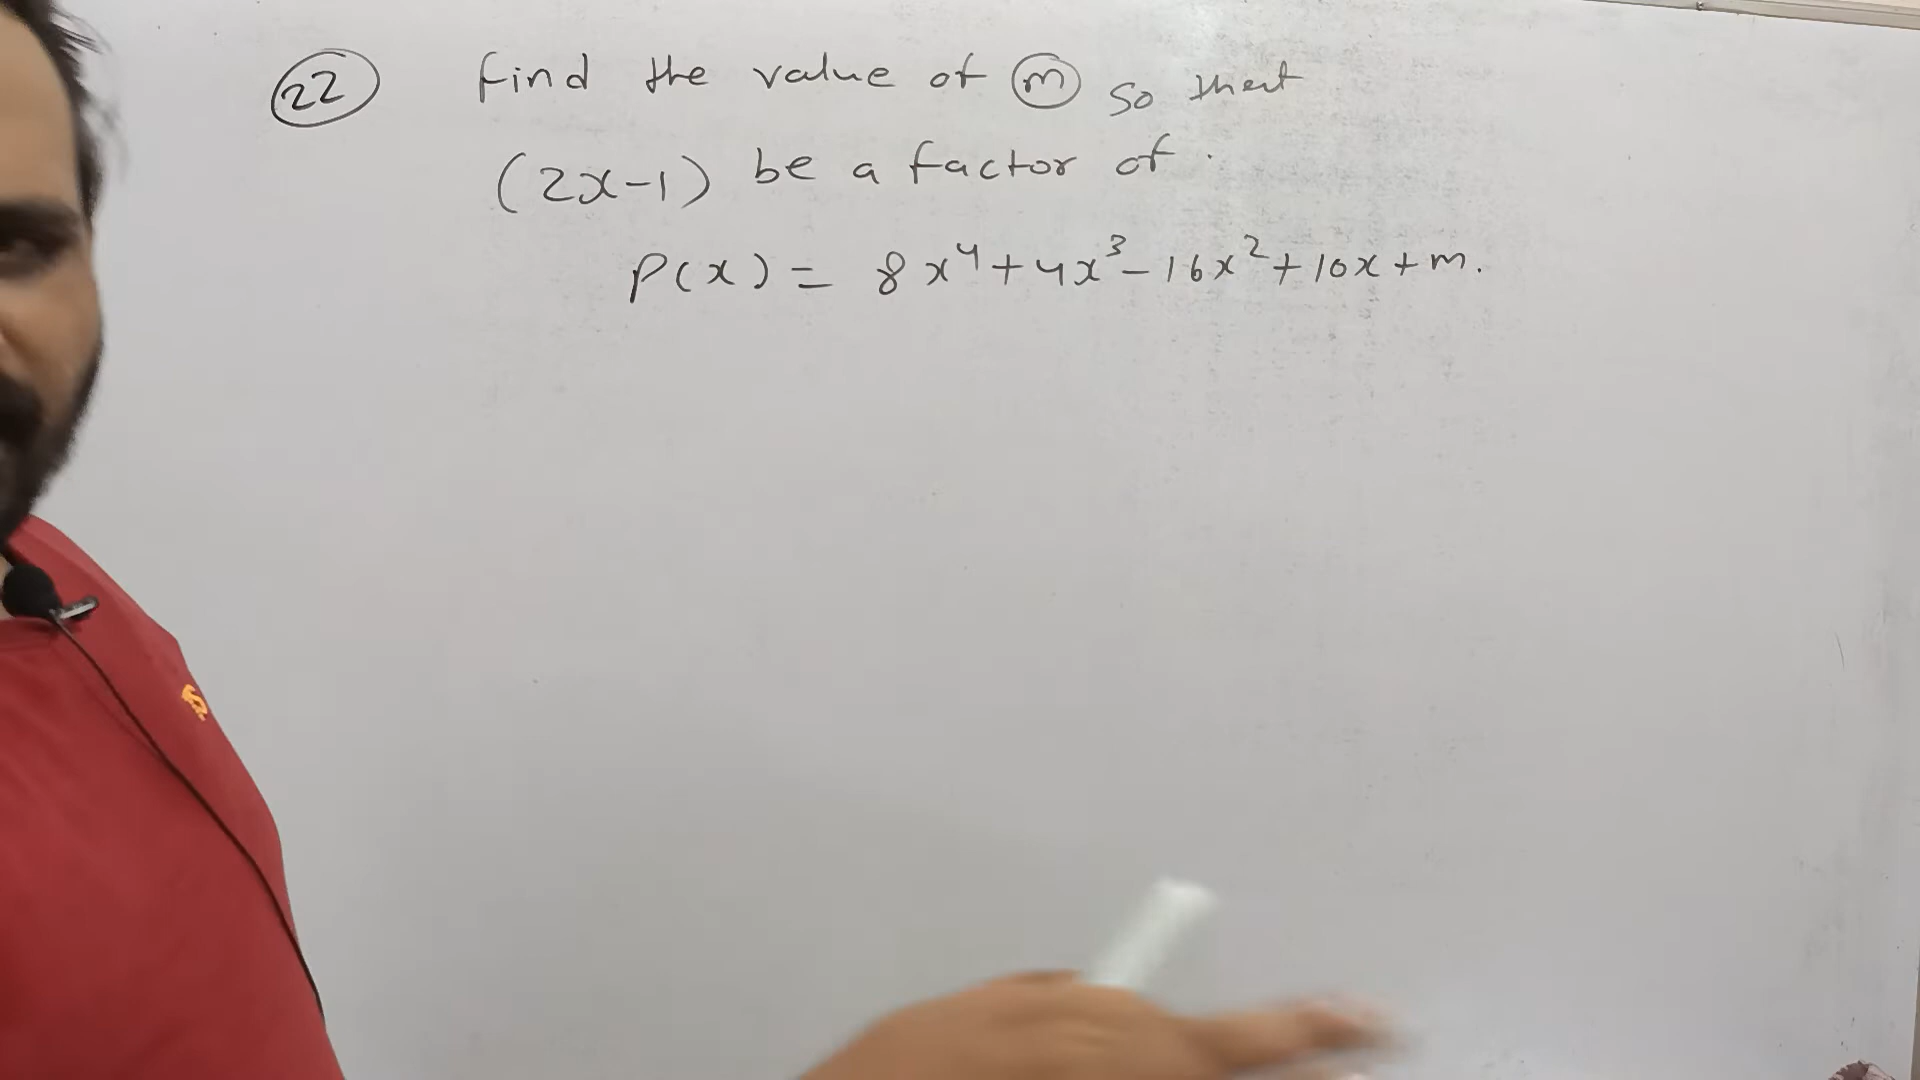 22 find the value of m so that
(2x-1) be a factor of.
P(x) = 8x⁴+4x³-16x²+10x+m.